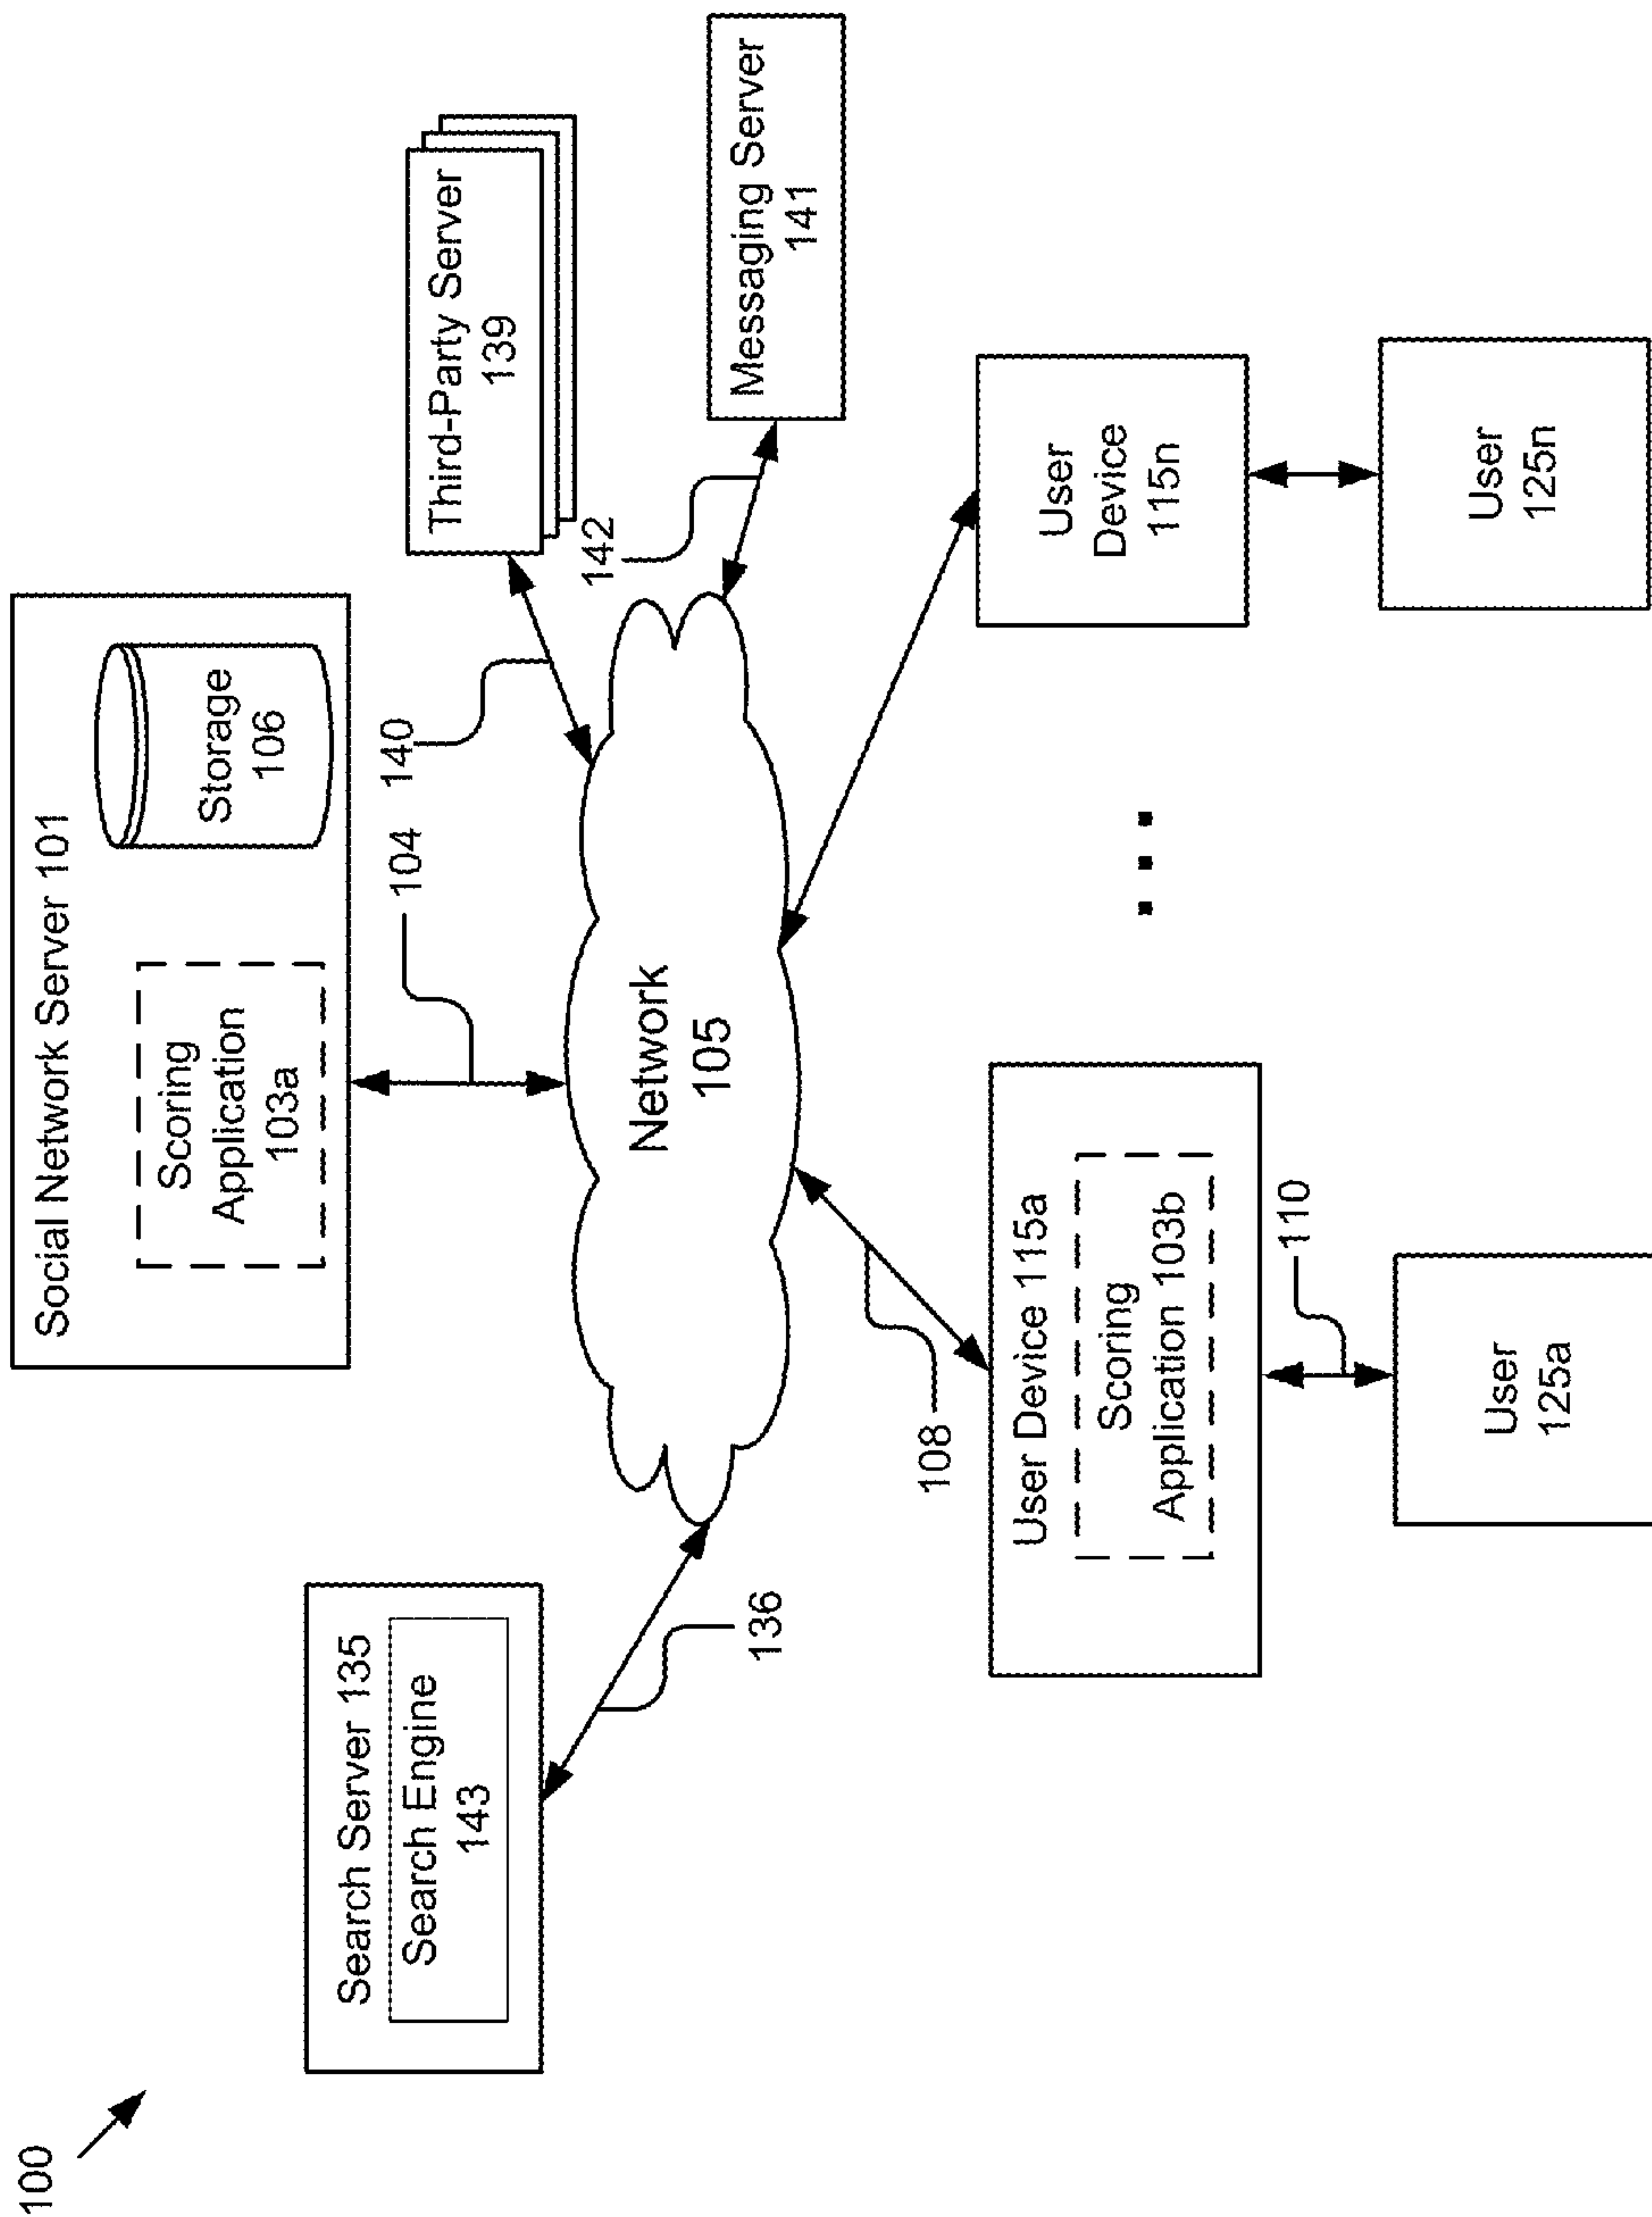 100
Social Network Server 101
Scoring
Application
103a
Storage
106
Search Server 135
Search Engine
143
104
140
Third-Party Server
139
142
136
Network
105
Messaging Server
141
108
User Device 115a
Scoring
Application 103b
110
User
125a
...
User
Device
115n
User
125n